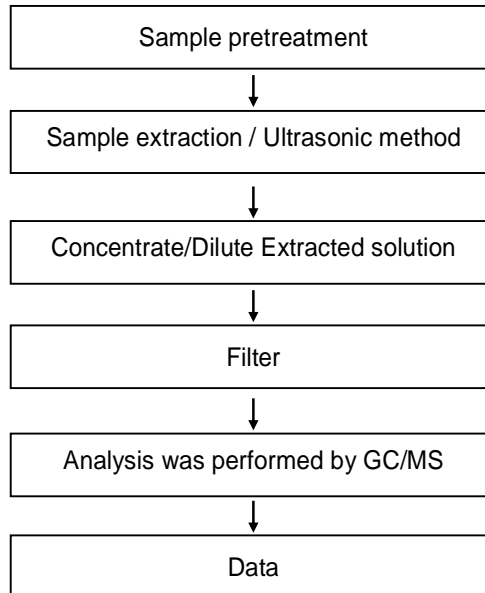 Sample pretreatment
Sample extraction / Ultrasonic method
Concentrate/Dilute Extracted solution
Filter
Analysis was performed by GC/MS
Data